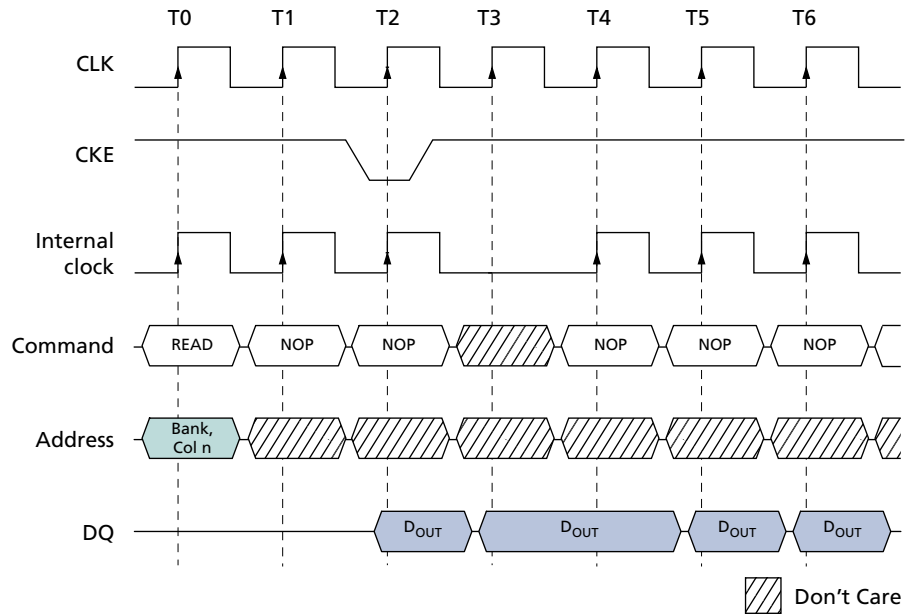 T0 T1 T2 T3 T4 T5 T6
CLK
CKE
Internal
clock
Command READ NOP NOP NOP NOP NOP
Address Bank,
Col n
DQ DOUT DOUT DOUT DOUT
Don't Care